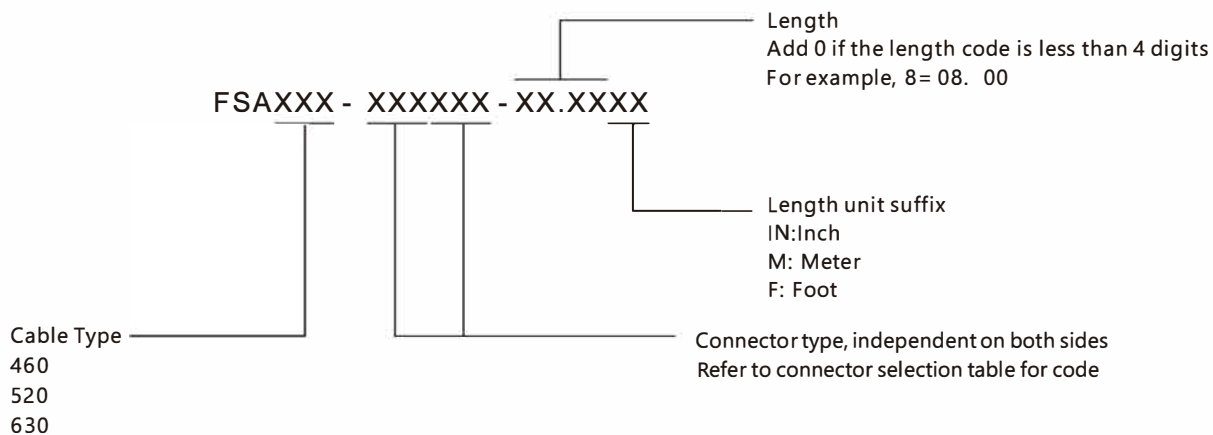 Length
Add 0 if the length code is less than 4 digits
For example, 8=08. 00
FSAXXX - XXXXXX - XX.XXXX
Length unit suffix
IN:Inch
M: Meter
F: Foot
Cable Type
460
520
630
Connector type, independent on both sides
Refer to connector selection table for code